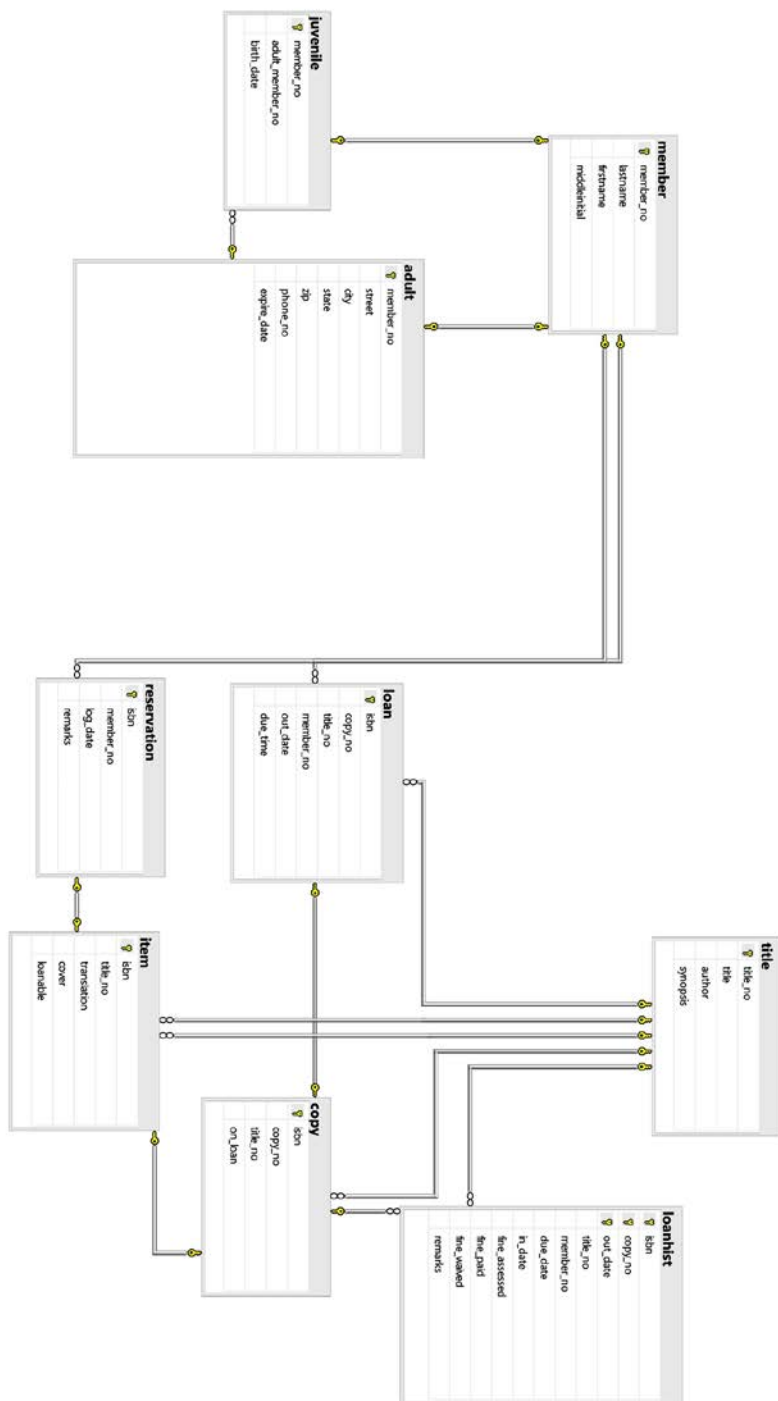 member
member_no
lastname
firstname
middleinitial
juvenile
member_no
adult_member_no
birth_date
adult
member_no
street
city
state
zip
phone_no
expire_date
title
title_no
title
author
synopsis
loan
isbn
copy_no
title_no
member_no
out_date
due_time
reservation
isbn
member_no
log_date
remarks
item
isbn
title_no
translation
cover
loanable
copy
isbn
copy_no
title_no
on_loan
loanhist
isbn
copy_no
out_date
title_no
member_no
due_date
in_date
fine_assessed
fine_paid
fine_waived
remarks